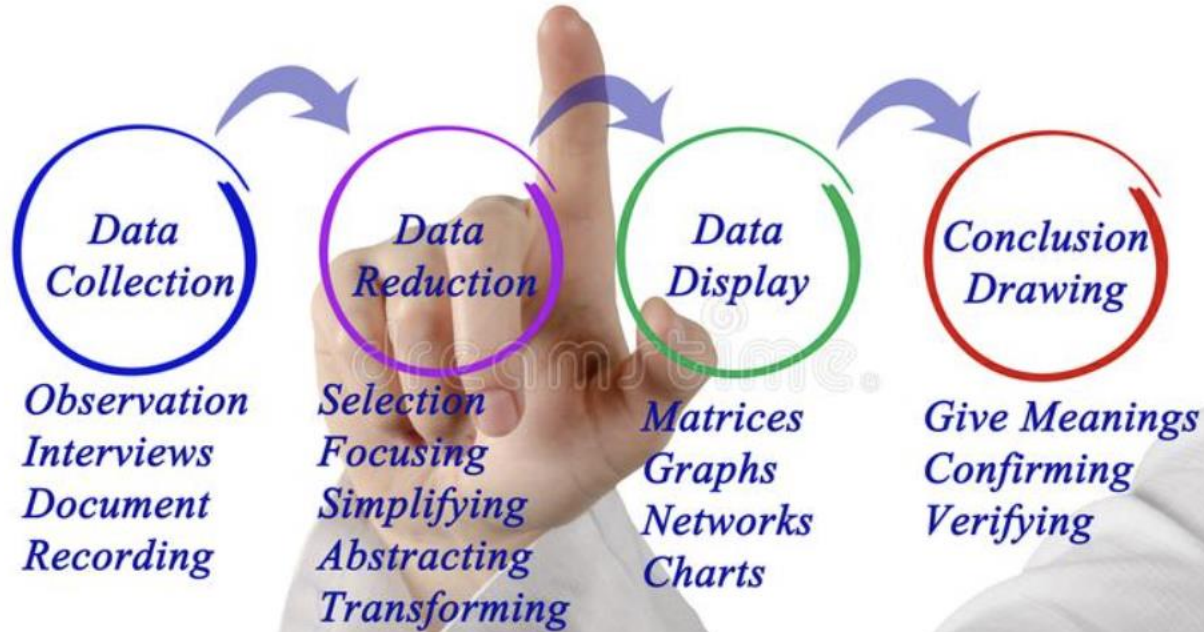 Data
Collection
Observation
Interviews
Document
Recording
Data
Reduction
Selection
Focusing
Simplifying
Abstracting
Transforming
Data
Display
Matrices
Graphs
Networks
Charts
Conclusion
Drawing
Give Meanings
Confirming
Verifying
dreamstime.